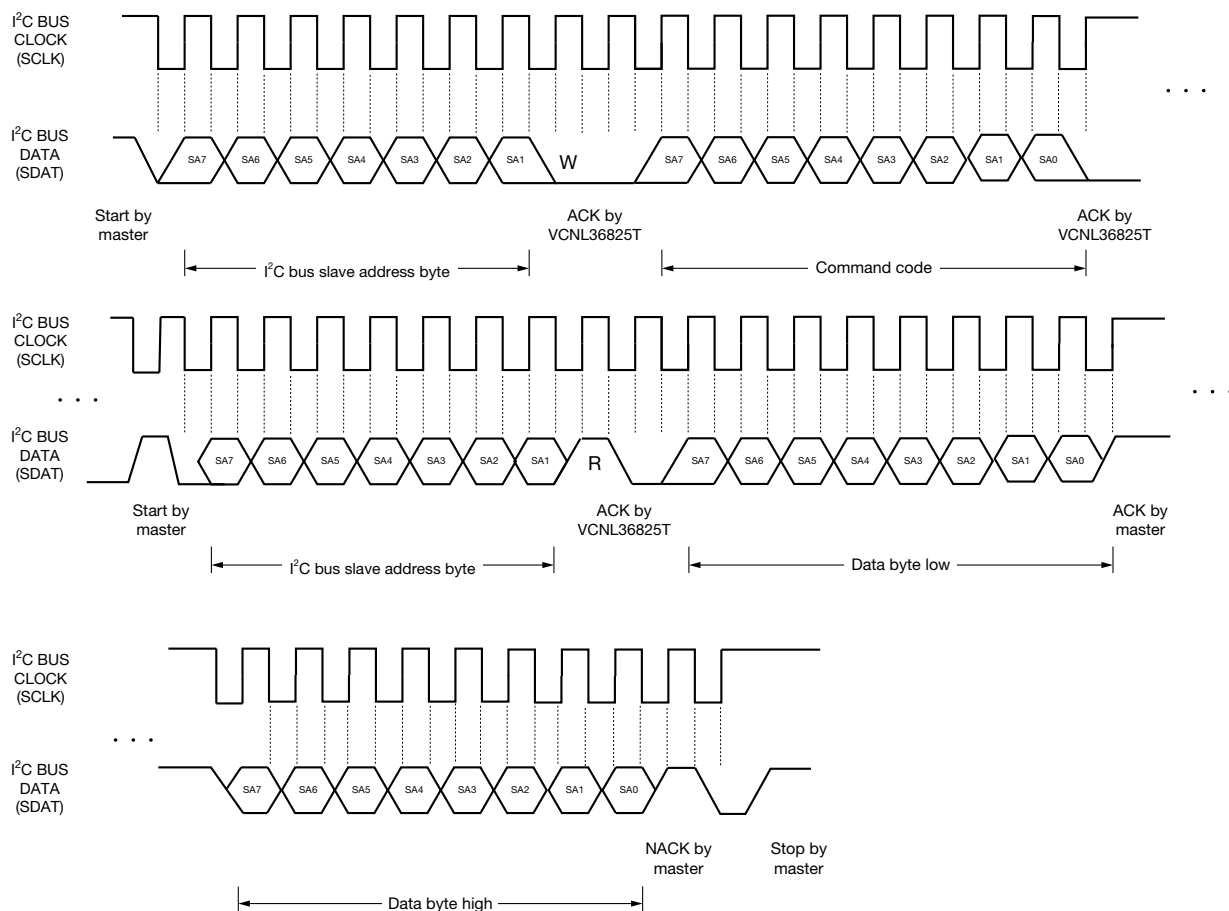 I²C BUS
CLOCK
(SCLK)
. . .
I²C BUS
DATA
(SDAT)
SA7 SA6 SA5 SA4 SA3 SA2 SA1 W SA7 SA6 SA5 SA4 SA3 SA2 SA1 SA0
Start by
master
ACK by
VCNL36825T
ACK by
VCNL36825T
I²C bus slave address byte
Command code
I²C BUS
CLOCK
(SCLK)
. . .
. . .
I²C BUS
DATA
(SDAT)
SA7 SA6 SA5 SA4 SA3 SA2 SA1 R SA7 SA6 SA5 SA4 SA3 SA2 SA1 SA0
Start by
master
ACK by
VCNL36825T
ACK by
master
I²C bus slave address byte
Data byte low
I²C BUS
CLOCK
(SCLK)
. . .
I²C BUS
DATA
(SDAT)
SA7 SA6 SA5 SA4 SA3 SA2 SA1 SA0
NACK by
master
Stop by
master
Data byte high